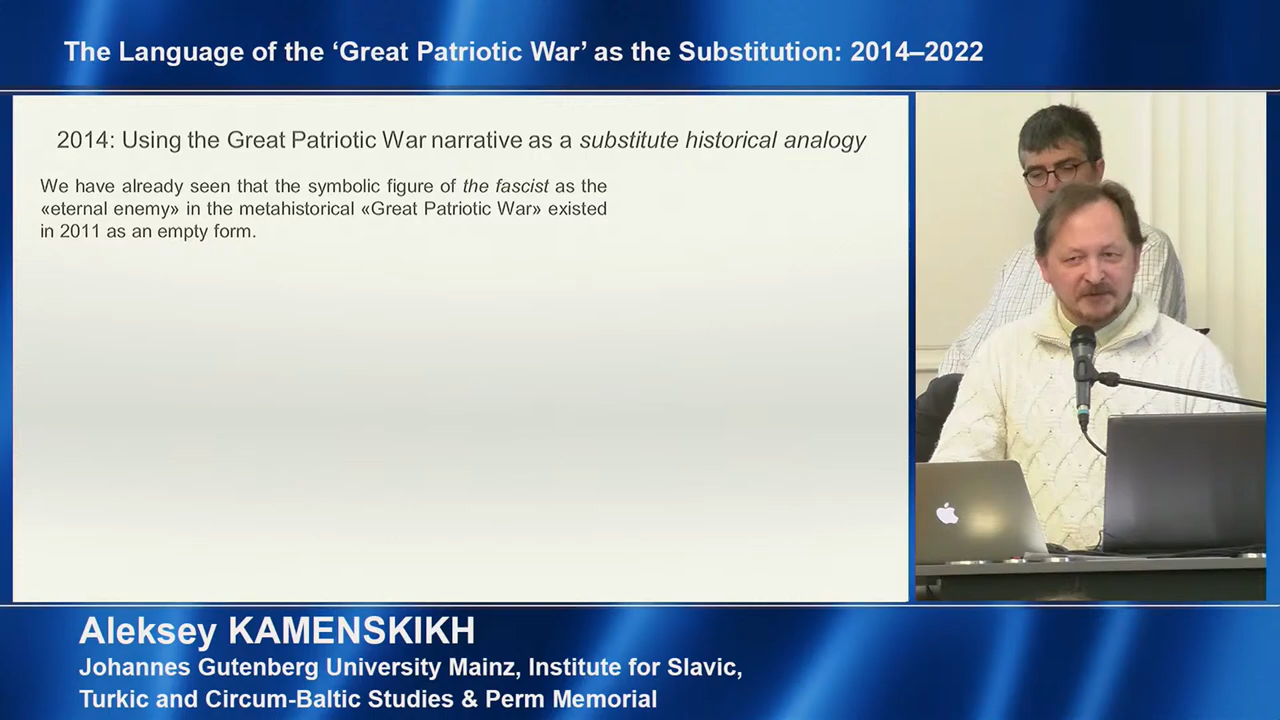 The Language of the ‘Great Patriotic War’ as the Substitution: 2014–2022
2014: Using the Great Patriotic War narrative as a substitute historical analogy
We have already seen that the symbolic figure of the fascist as the
«eternal enemy» in the metahistorical «Great Patriotic War» existed
in 2011 as an empty form.
Aleksey KAMENSKIKH
Johannes Gutenberg University Mainz, Institute for Slavic,
Turkic and Circum-Baltic Studies & Perm Memorial